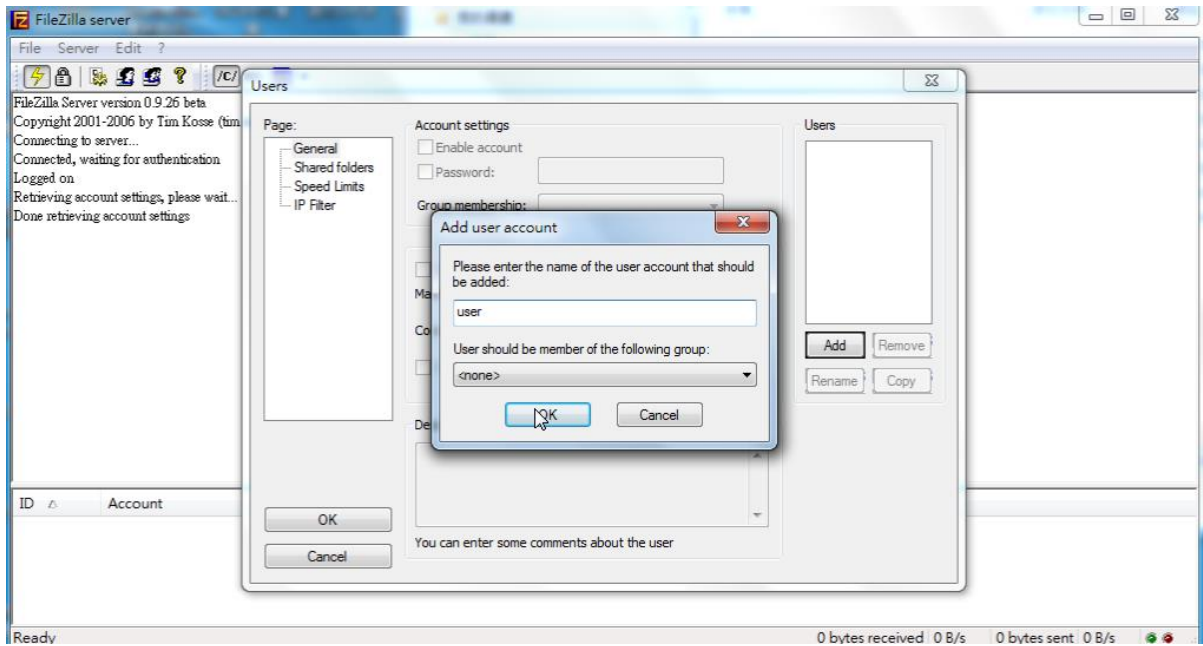 FileZilla server
File Server Edit ?
/C/
FileZilla Server version 0.9.26 beta
Copyright 2001-2006 by Tim Kosse (tim
Connecting to server...
Connected, waiting for authentication
Logged on
Retrieving account settings, please wait...
Done retrieving account settings
Users
Page:
General
Shared folders
Speed Limits
IP Filter
OK
Cancel
Account settings
Enable account
Password:
Group membership:
Ma
Co
De
You can enter some comments about the user
Users
Add Remove
Rename Copy
Add user account
Please enter the name of the user account that should
be added:
user
User should be member of the following group:
<none>
OK Cancel
ID Account
Ready 0 bytes received 0 B/s 0 bytes sent 0 B/s